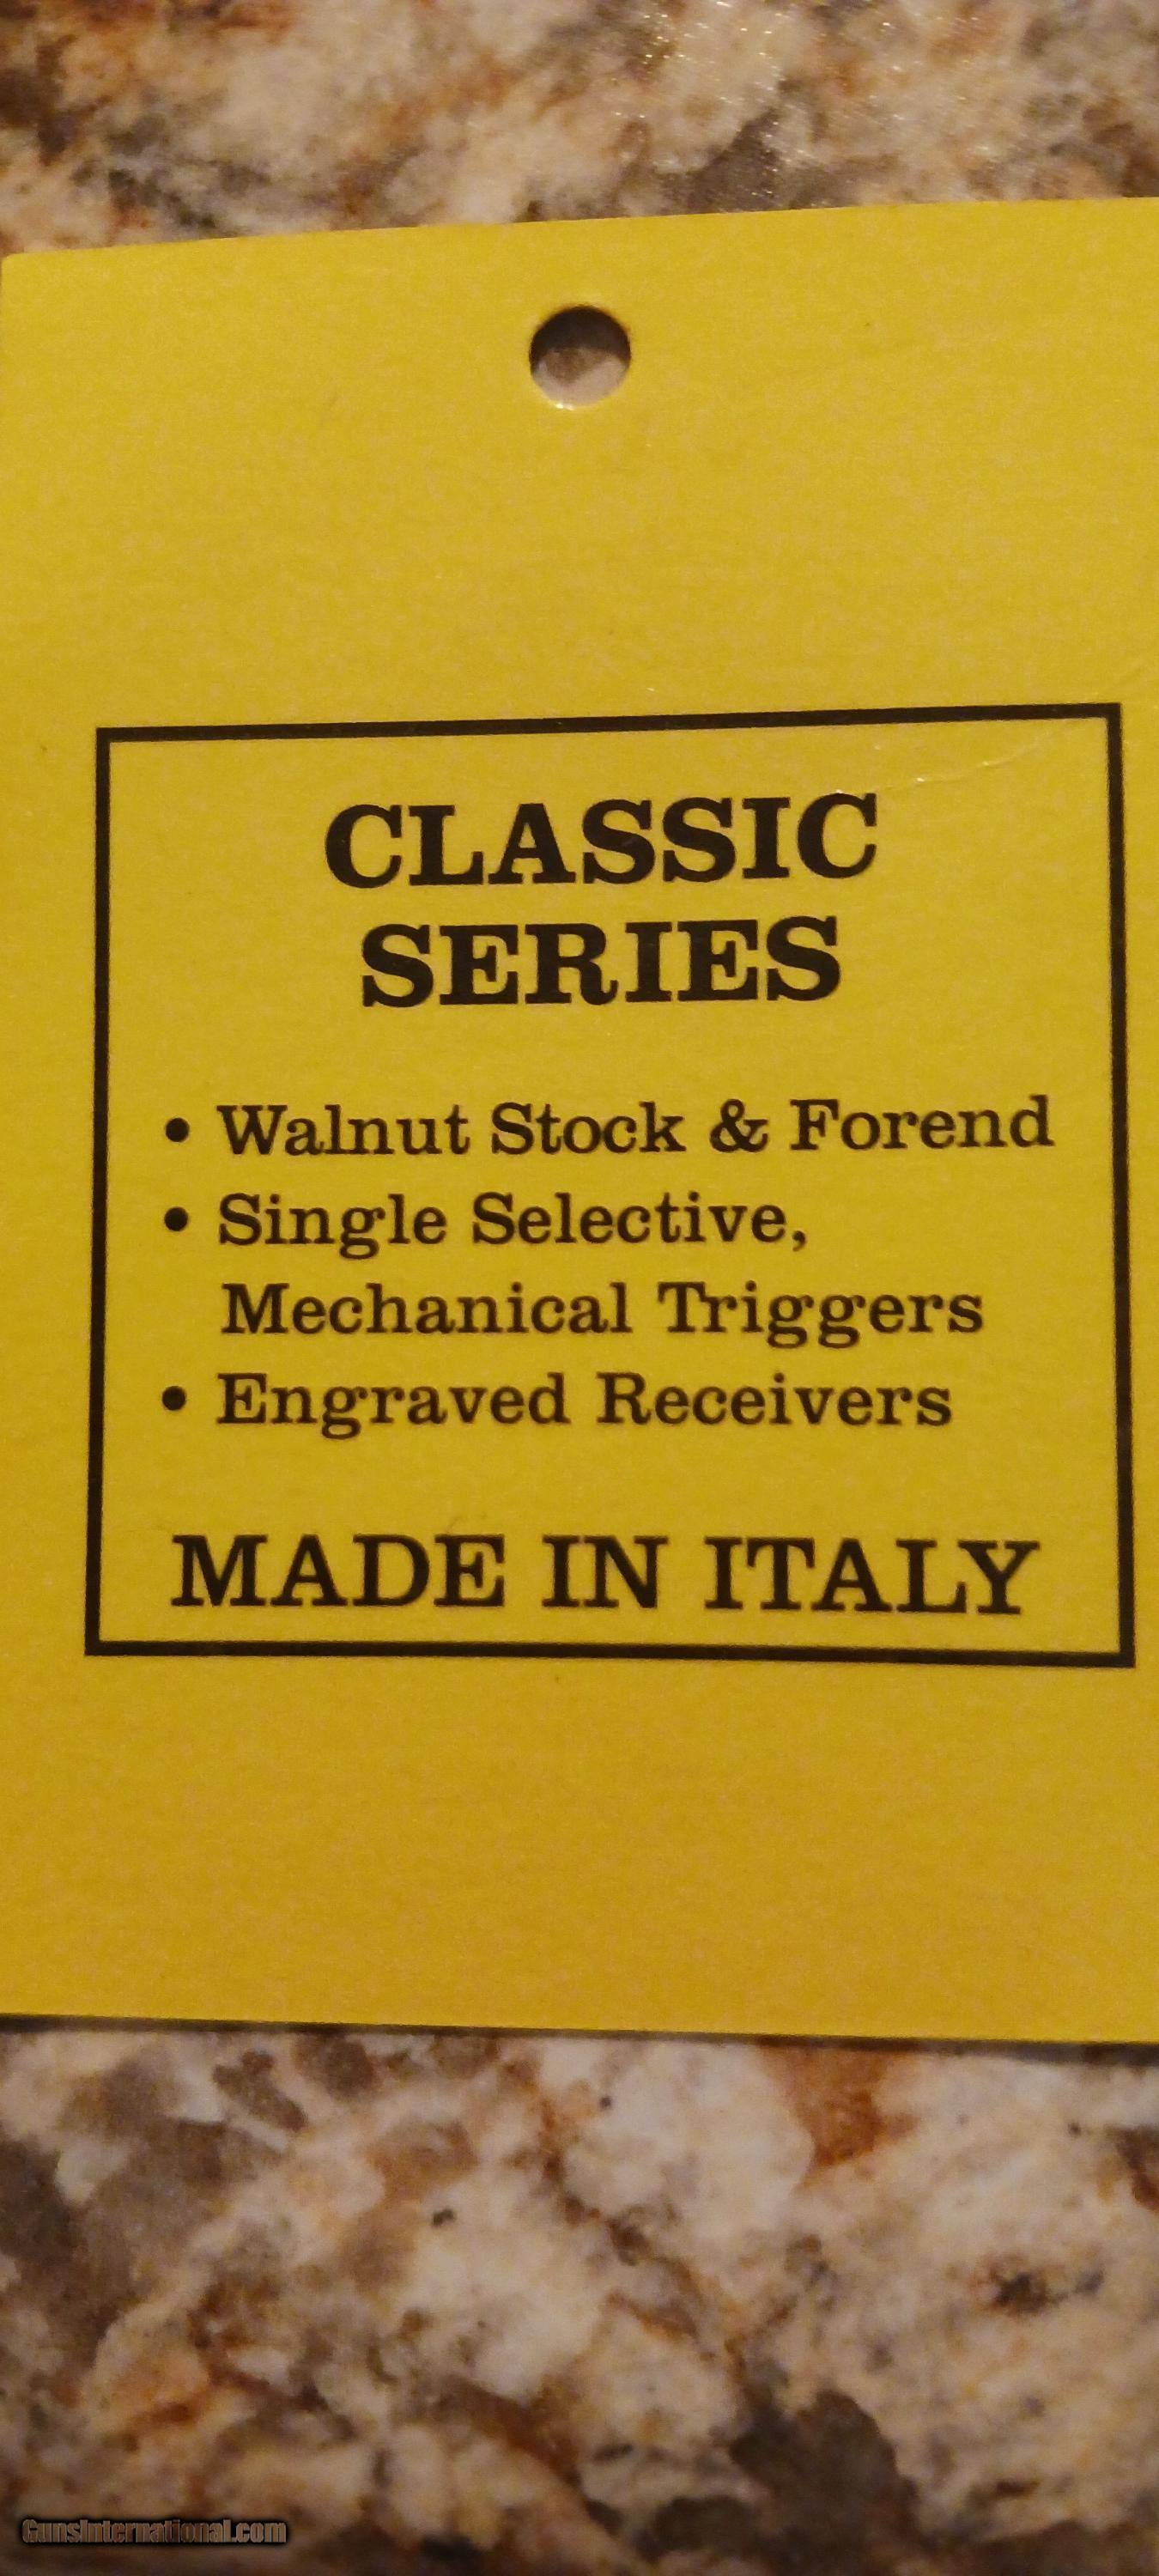 CLASSIC
SERIES
• Walnut Stock & Forend
• Single Selective,
Mechanical Triggers
• Engraved Receivers
MADE IN ITALY
GunsInternational.com